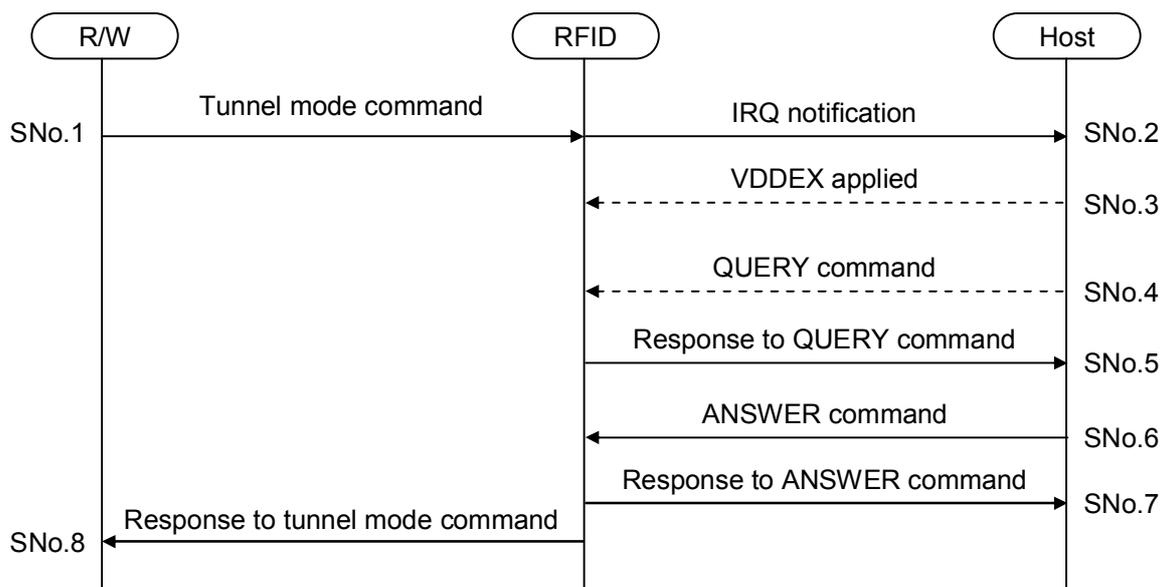 R/W
RFID
Host
Tunnel mode command
IRQ notification
SNo.1
SNo.2
VDDEX applied
SNo.3
QUERY command
SNo.4
Response to QUERY command
SNo.5
ANSWER command
SNo.6
Response to ANSWER command
SNo.7
Response to tunnel mode command
SNo.8